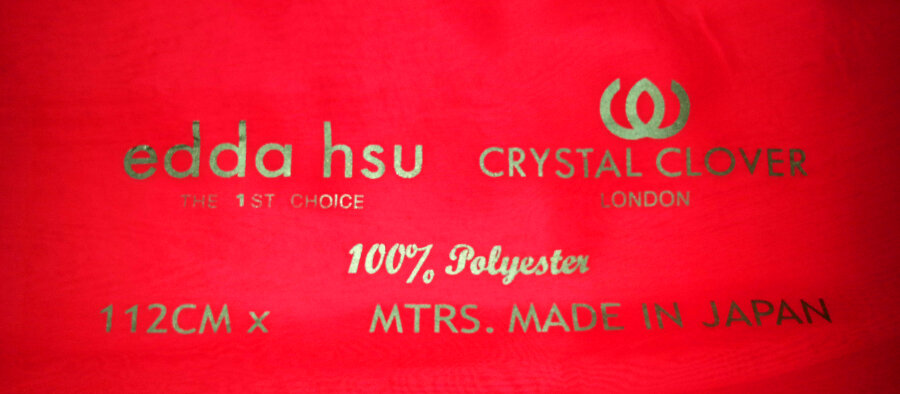 edda hsu
THE 1ST CHOICE
CRYSTAL CLOVER
LONDON
100% Polyester
112CM x MTRS. MADE IN JAPAN